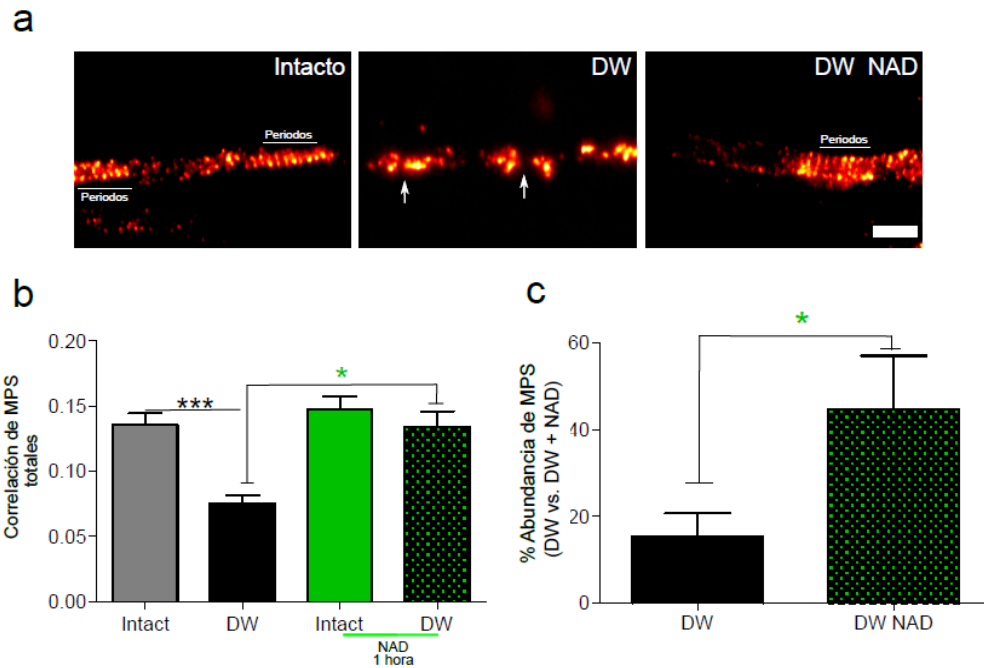 a
Intacto
DW
DW NAD
Periodos
Periodos
Periodos
b
Correlación de MPS
totales
0.20
0.15
0.10
0.05
0.00
***
*
Intact
DW
Intact
DW
NAD
1 hora
c
% Abundancia de MPS
(DW vs. DW + NAD)
60
40
20
0
*
DW
DW NAD